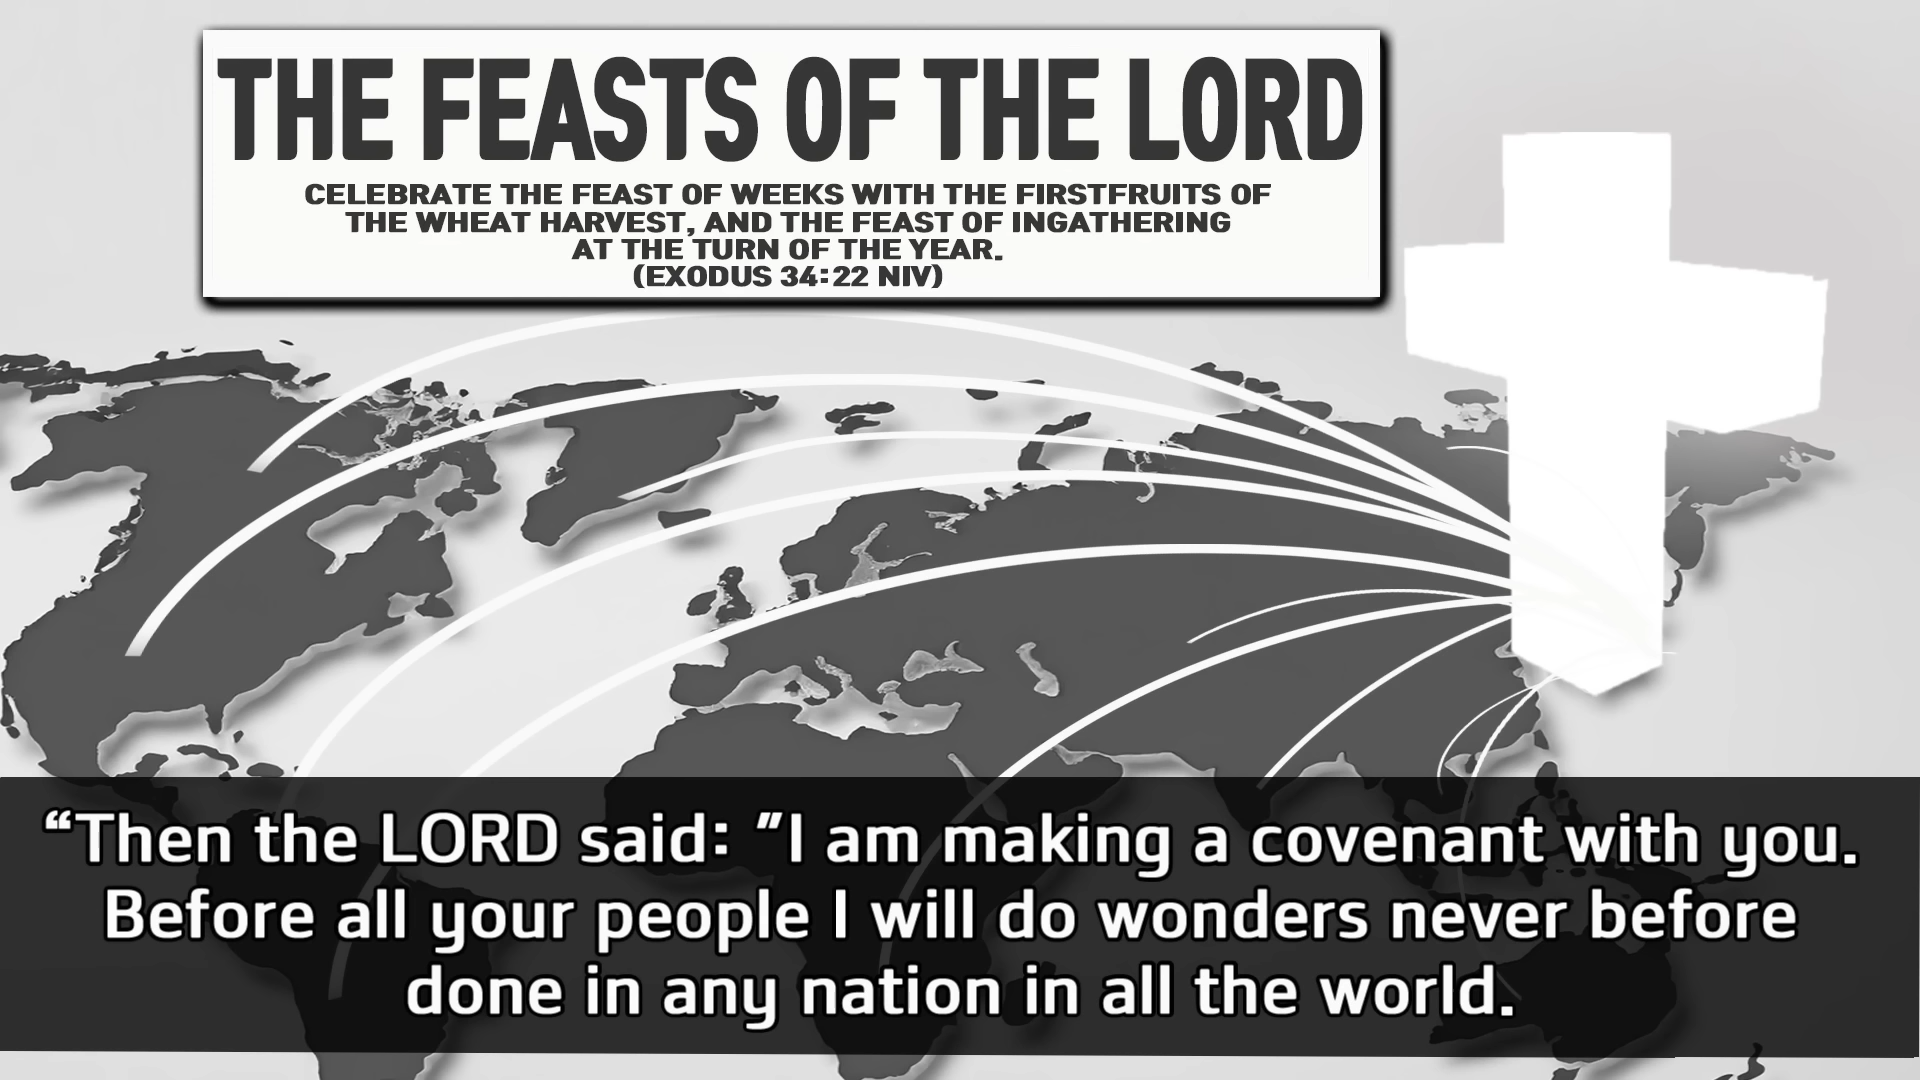 THE FEASTS OF THE LORD
CELEBRATE THE FEAST OF WEEKS WITH THE FIRSTFRUITS OF
THE WHEAT HARVEST, AND THE FEAST OF INGATHERING
AT THE TURN OF THE YEAR.
(EXODUS 34:22 NIV)
“Then the LORD said: "I am making a covenant with you.
Before all your people I will do wonders never before
done in any nation in all the world.